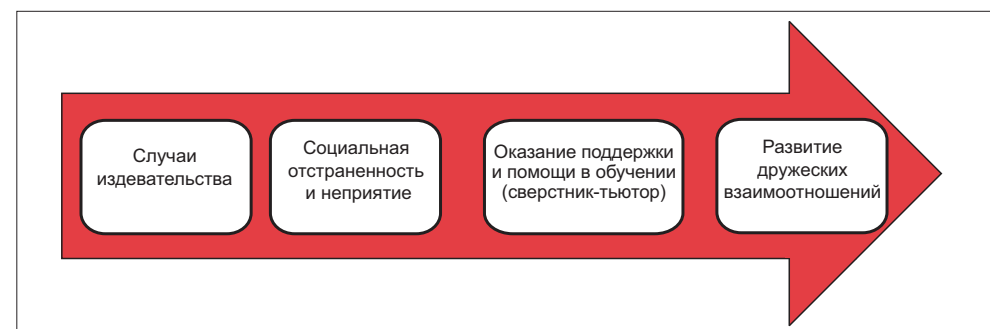 Случаи
издевательства
Социальная
отстраненность
и неприятие
Оказание поддержки
и помощи в обучении
(сверстник-тьютор)
Развитие
дружеских
взаимоотношений